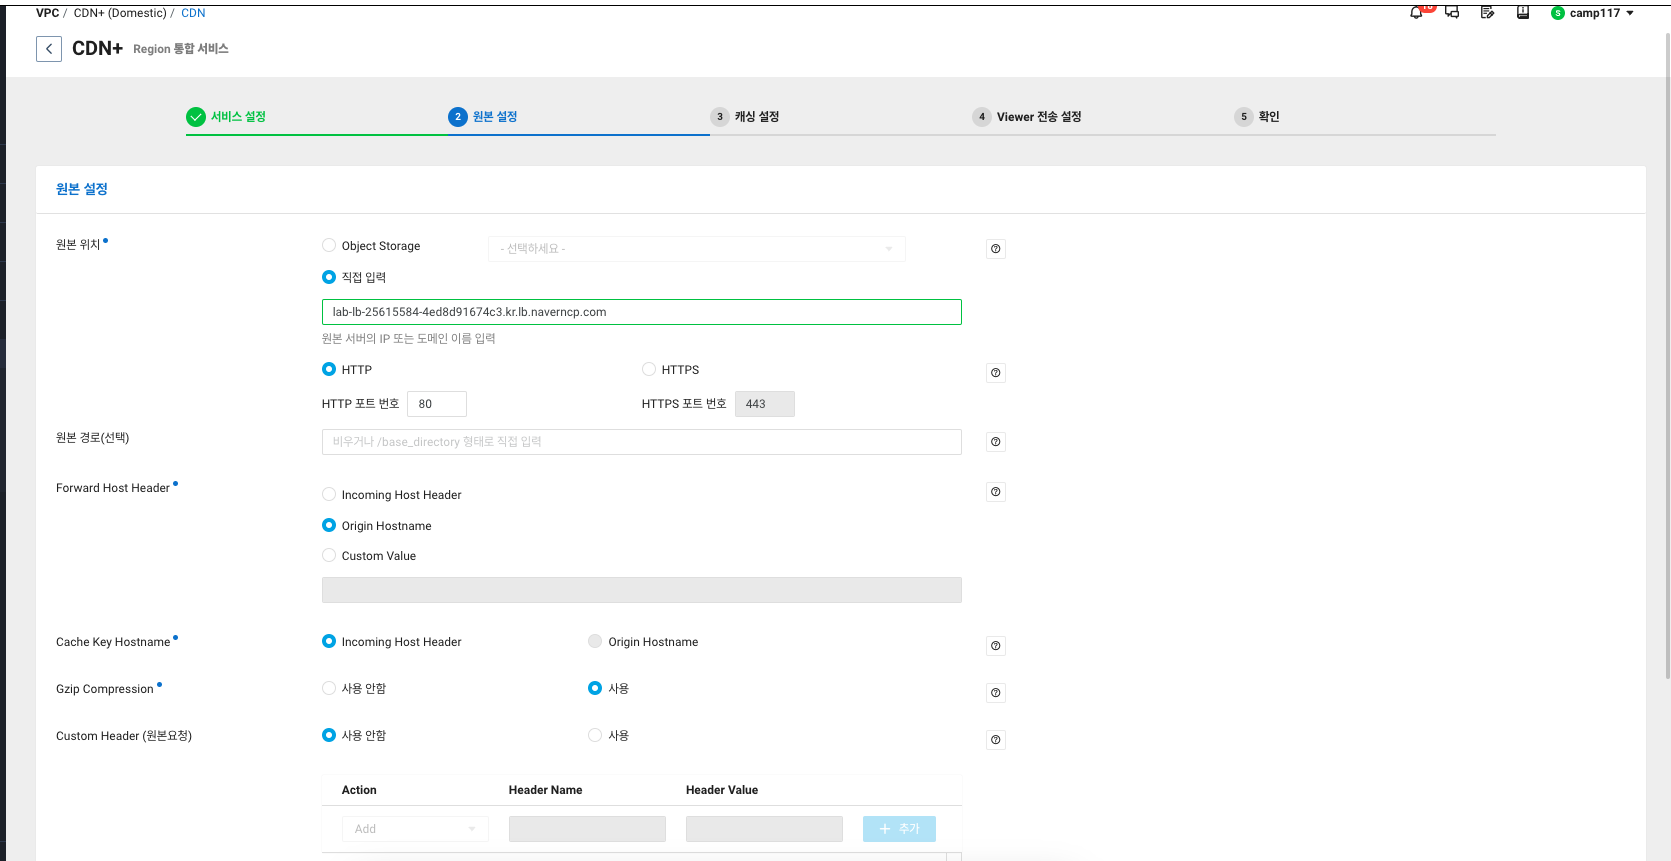 VPC / CDN+ (Domestic) / CDN
camp117
CDN+ Region 통합 서비스
서비스 설정
2 원본 설정
3 캐싱 설정
4 Viewer 전송 설정
5 확인
원본 설정
원본 위치
Object Storage
- 선택하세요 -
직접 입력
lab-lb-25615584-4ed8d91674c3.kr.lb.naverncp.com
원본 서버의 IP 또는 도메인 이름 입력
HTTP
HTTPS
HTTP 포트 번호 80
HTTPS 포트 번호 443
원본 경로(선택)
비우거나 /base_directory 형태로 직접 입력
Forward Host Header
Incoming Host Header
Origin Hostname
Custom Value
Cache Key Hostname
Incoming Host Header
Origin Hostname
Gzip Compression
사용 안함
사용
Custom Header (원본요청)
사용 안함
사용
Action Header Name Header Value
Add
+ 추가